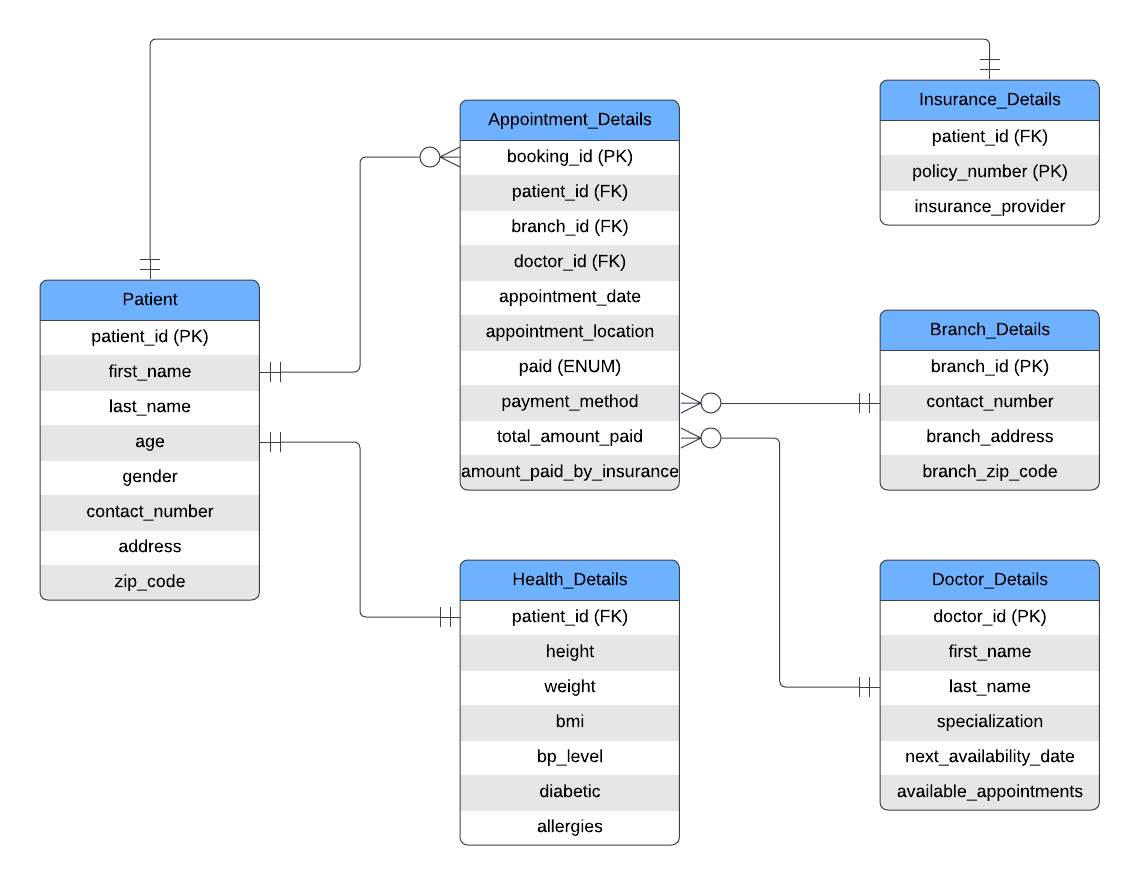 Insurance_Details
patient_id (FK)
policy_number (PK)
insurance_provider
Appointment_Details
booking_id (PK)
patient_id (FK)
branch_id (FK)
doctor_id (FK)
appointment_date
appointment_location
paid (ENUM)
payment_method
total_amount_paid
amount_paid_by_insurance
Patient
patient_id (PK)
first_name
last_name
age
gender
contact_number
address
zip_code
Branch_Details
branch_id (PK)
contact_number
branch_address
branch_zip_code
Health_Details
patient_id (FK)
height
weight
bmi
bp_level
diabetic
allergies
Doctor_Details
doctor_id (PK)
first_name
last_name
specialization
next_availability_date
available_appointments